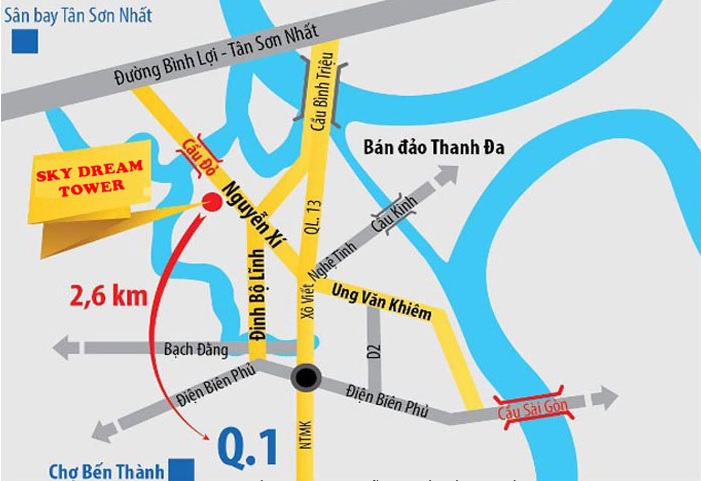 Sân bay Tân Sơn Nhất
Đường Bình Lợi - Tân Sơn Nhất
Cầu Bình Triệu
Cầu Đỏ
Bán đảo Thanh Đa
SKY DREAM
TOWER
Nguyễn Xí
QL. 13
Cầu Kinh
Nghệ Tĩnh
Đinh Bộ Lĩnh
2,6 km
Xô Viết
Ung Văn Khiêm
Bạch Đằng
D2
Điện Biên Phủ
Điện Biên Phủ
Cầu Sài Gòn
NTMK
Q.1
Chợ Bến Thành